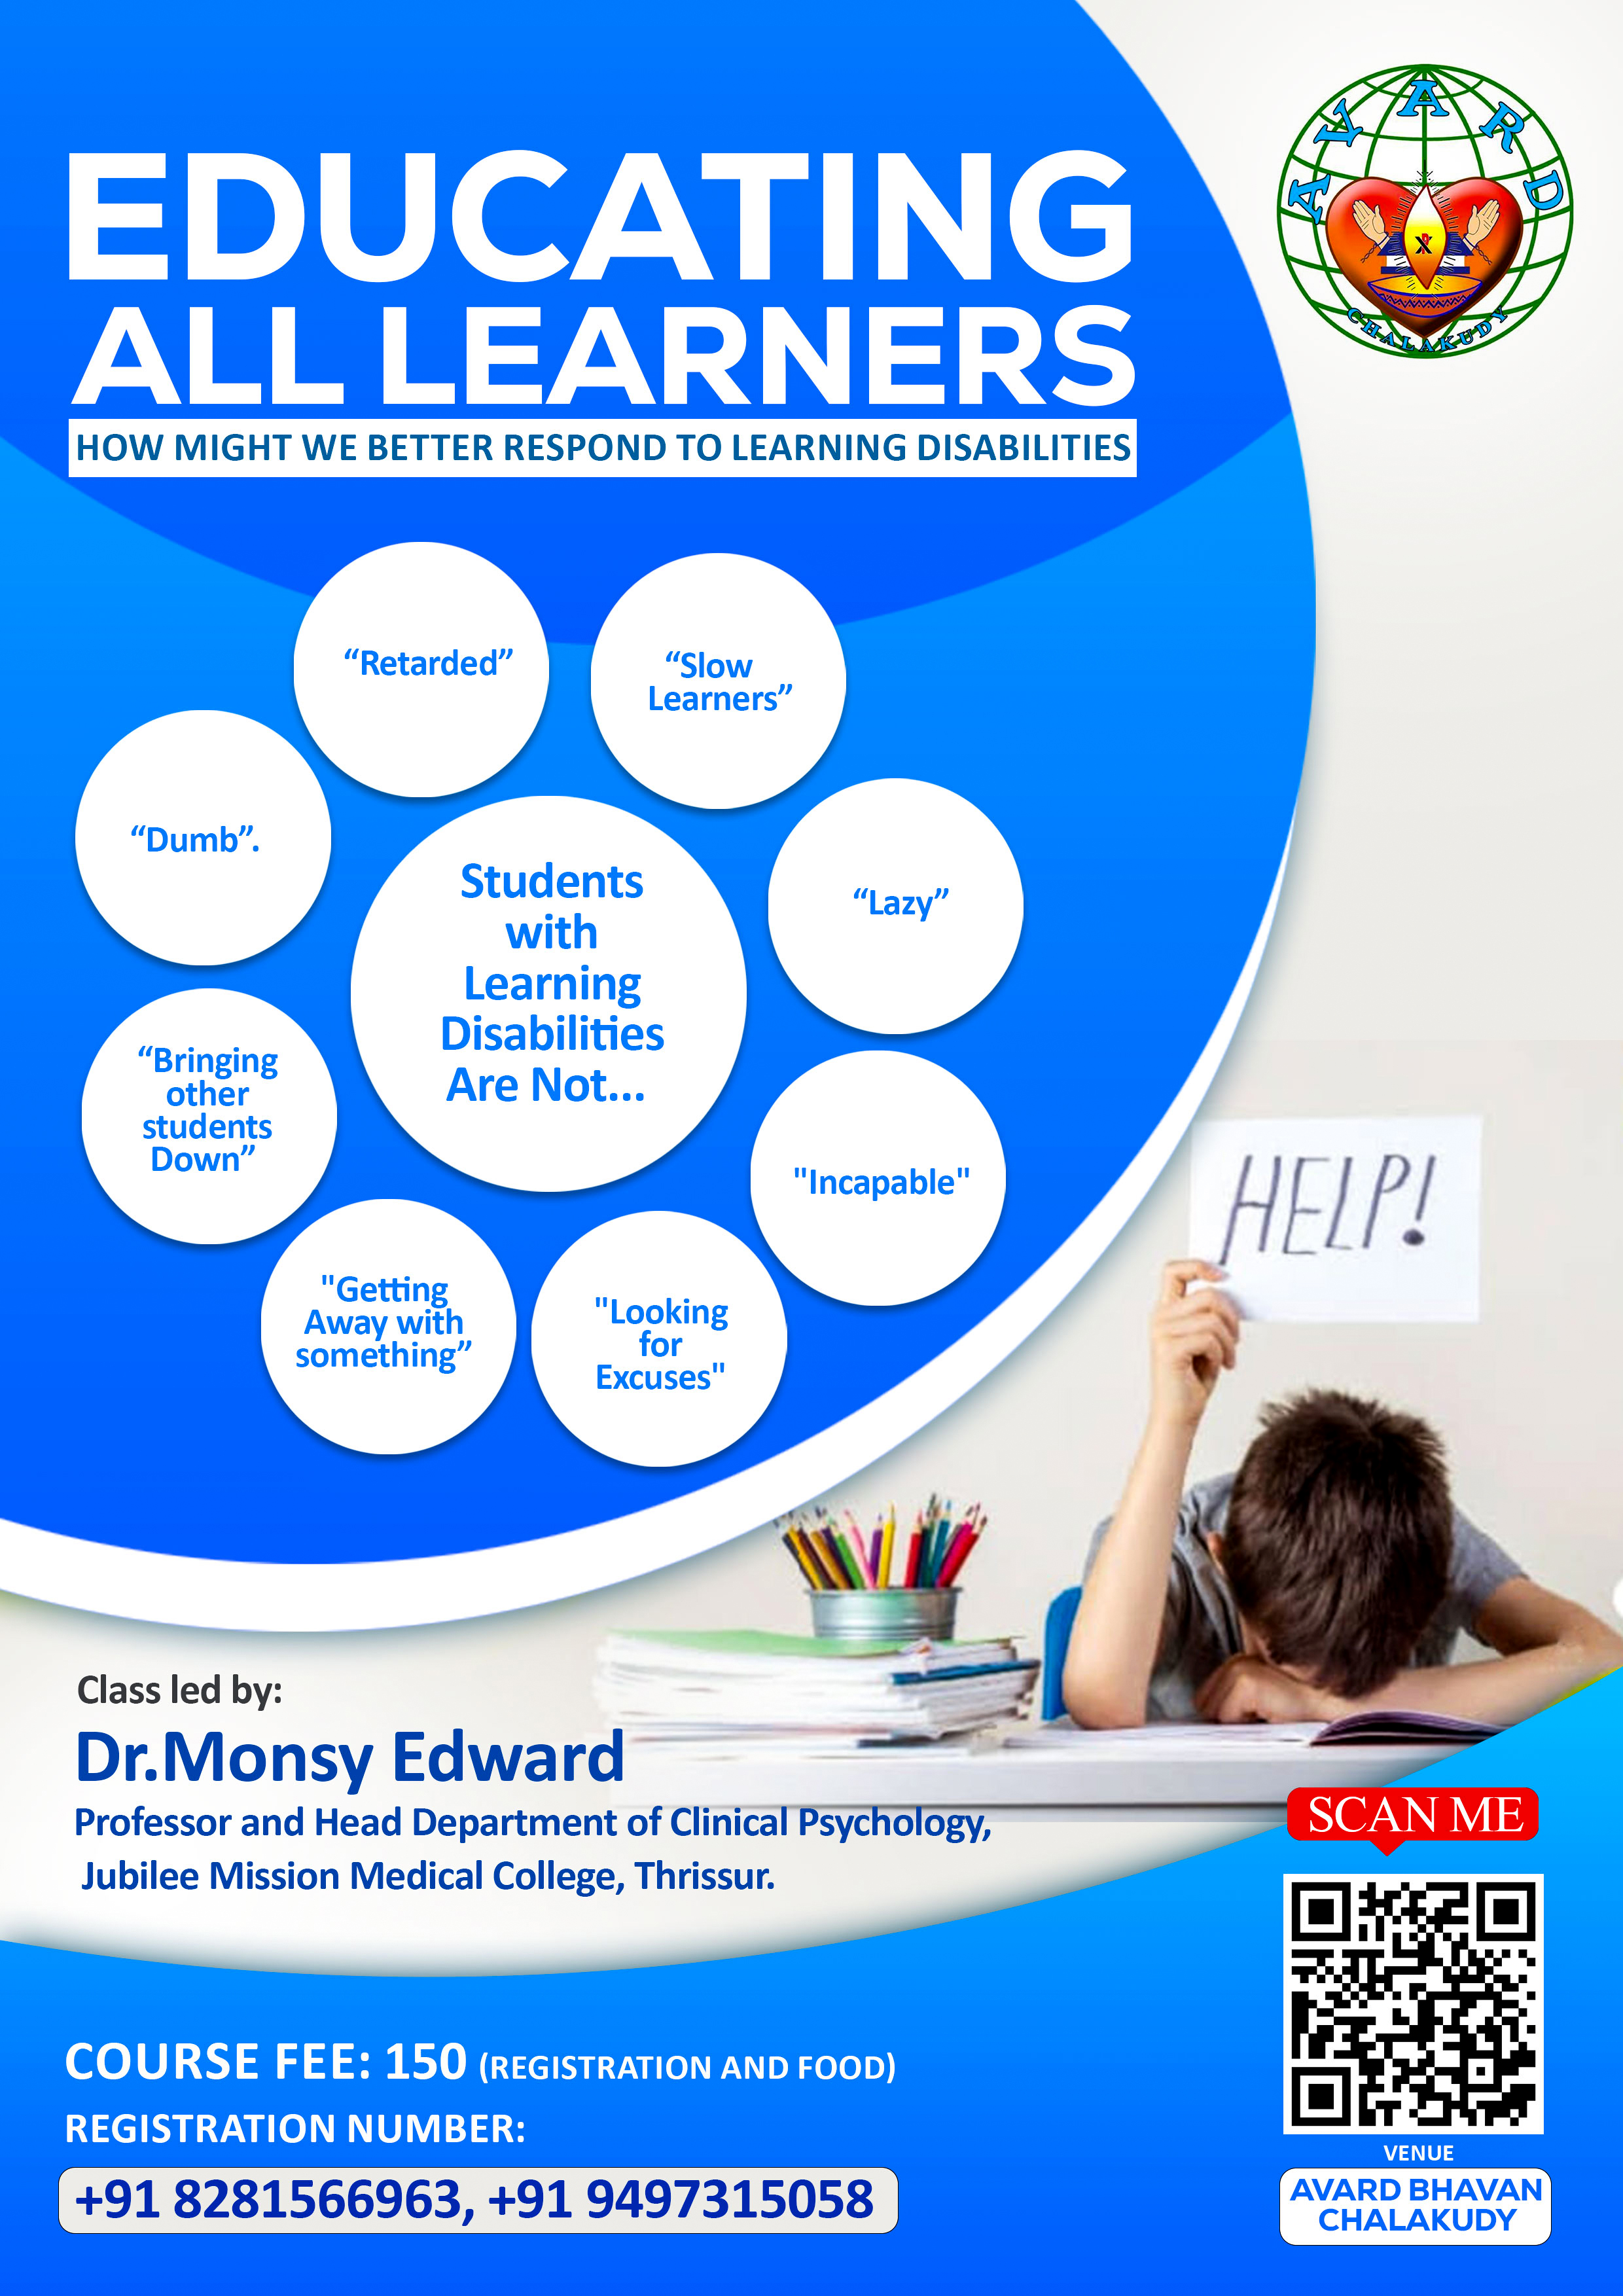 AVARD
CHALAKUDY
EDUCATING
ALL LEARNERS
HOW MIGHT WE BETTER RESPOND TO LEARNING DISABILITIES
“Retarded”
“Slow
Learners”
“Dumb”.
“Lazy”
Students
with
Learning
Disabilities
Are Not...
“Bringing
other
students
Down”
"Incapable"
"Getting
Away with
something”
"Looking
for
Excuses"
HELP!
Class led by:
Dr.Monsy Edward
Professor and Head Department of Clinical Psychology,
Jubilee Mission Medical College, Thrissur.
SCAN ME
COURSE FEE: 150 (REGISTRATION AND FOOD)
REGISTRATION NUMBER:
+91 8281566963, +91 9497315058
VENUE
AVARD BHAVAN
CHALAKUDY